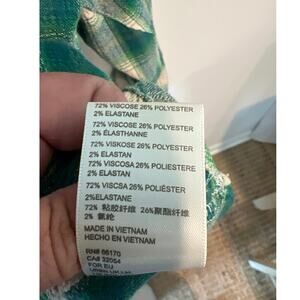 72% VISCOSE 26% POLYESTER
2% ELASTANE
72% VISCOSE 26% POLYESTER
2% ÉLASTHANNE
72% VISKOSE 26% POLYESTER
2% ELASTAN
72% VISCOSA 26% POLIESTERE
2% ELASTAN
72% VISCSA 26% POLIÉSTER
2%ELASTANE
72% 粘胶纤维 26%聚酯纤维
2% 氨纶
MADE IN VIETNAM
HECHO EN VIETNAM
RN# 66170
CA# 32054
FOR EU